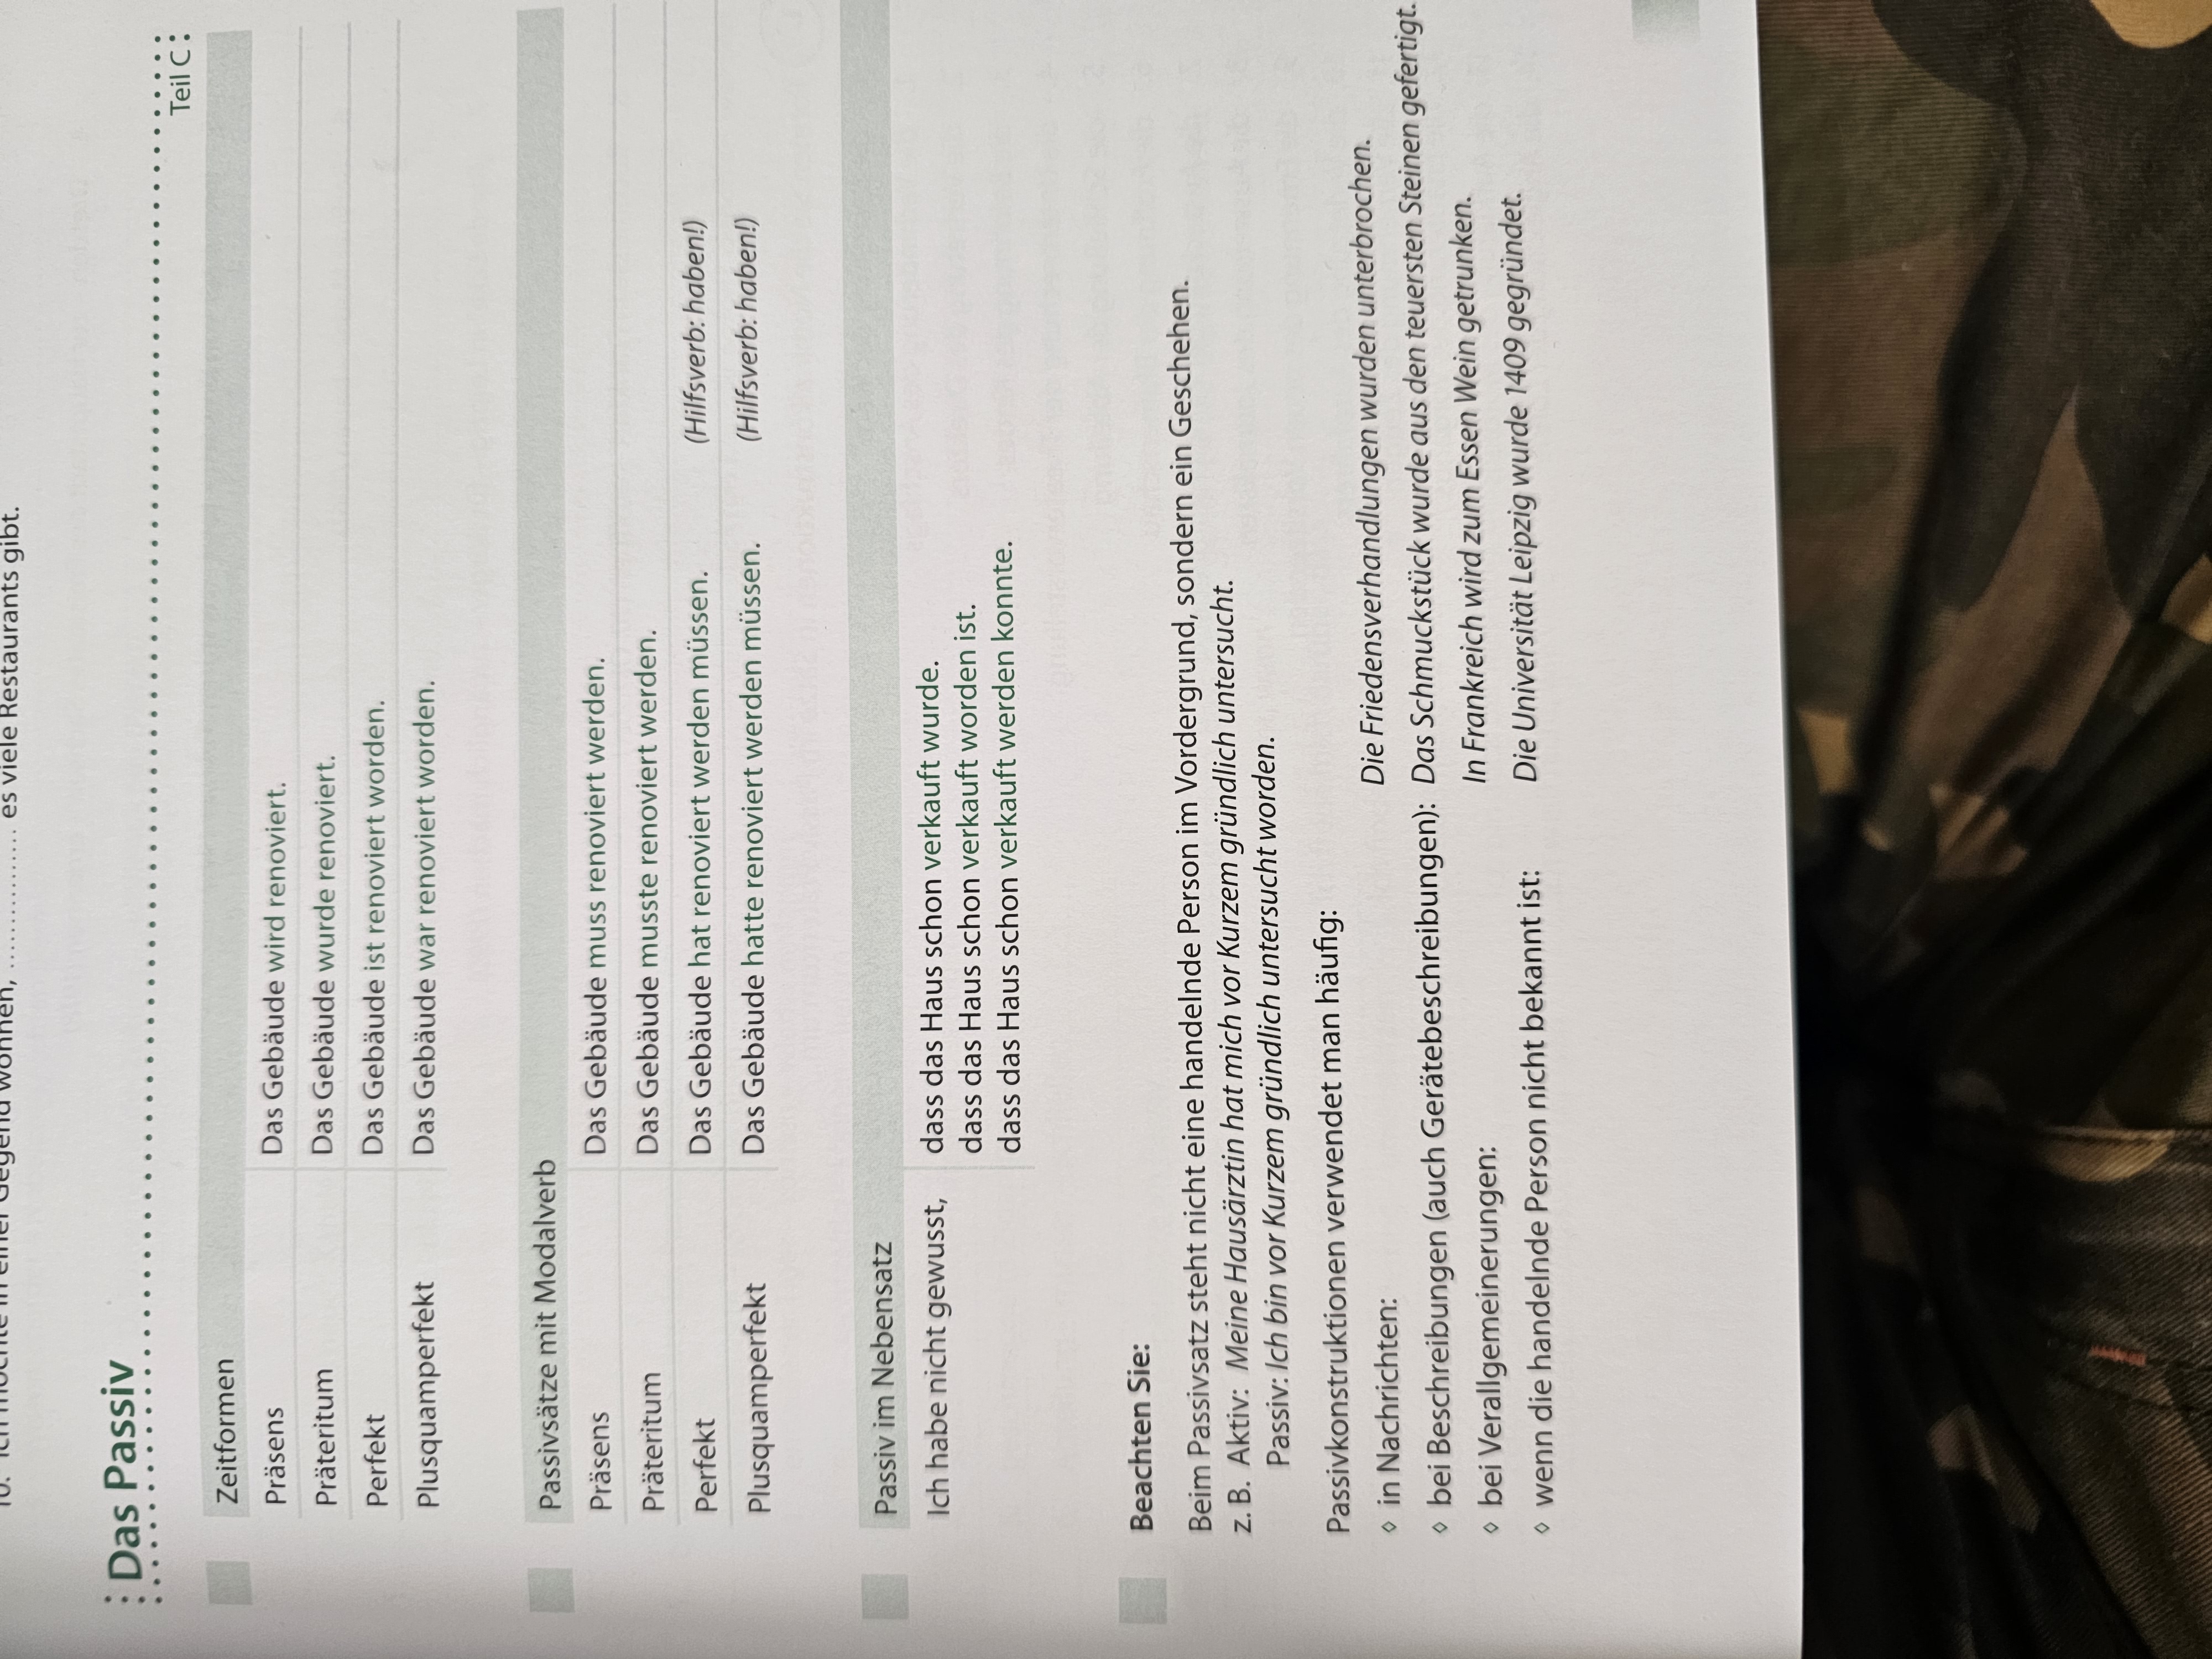 10. Ich möchte in einer Gegend wohnen, ................ es viele Restaurants gibt.
Das Passiv
Teil C
Zeitformen
Präsens Das Gebäude wird renoviert.
Präteritum Das Gebäude wurde renoviert.
Perfekt Das Gebäude ist renoviert worden.
Plusquamperfekt Das Gebäude war renoviert worden.
Passivsätze mit Modalverb
Präsens Das Gebäude muss renoviert werden.
Präteritum Das Gebäude musste renoviert werden.
Perfekt Das Gebäude hat renoviert werden müssen. (Hilfsverb: haben!)
Plusquamperfekt Das Gebäude hatte renoviert werden müssen. (Hilfsverb: haben!)
Passiv im Nebensatz
Ich habe nicht gewusst, dass das Haus schon verkauft wurde.
dass das Haus schon verkauft worden ist.
dass das Haus schon verkauft werden konnte.
Beachten Sie:
Beim Passivsatz steht nicht eine handelnde Person im Vordergrund, sondern ein Geschehen.
z. B. Aktiv: Meine Hausärztin hat mich vor Kurzem gründlich untersucht.
Passiv: Ich bin vor Kurzem gründlich untersucht worden.
Passivkonstruktionen verwendet man häufig:
◊ in Nachrichten: Die Friedensverhandlungen wurden unterbrochen.
◊ bei Beschreibungen (auch Gerätebeschreibungen): Das Schmuckstück wurde aus den teuersten Steinen gefertigt.
◊ bei Verallgemeinerungen: In Frankreich wird zum Essen Wein getrunken.
◊ wenn die handelnde Person nicht bekannt ist: Die Universität Leipzig wurde 1409 gegründet.